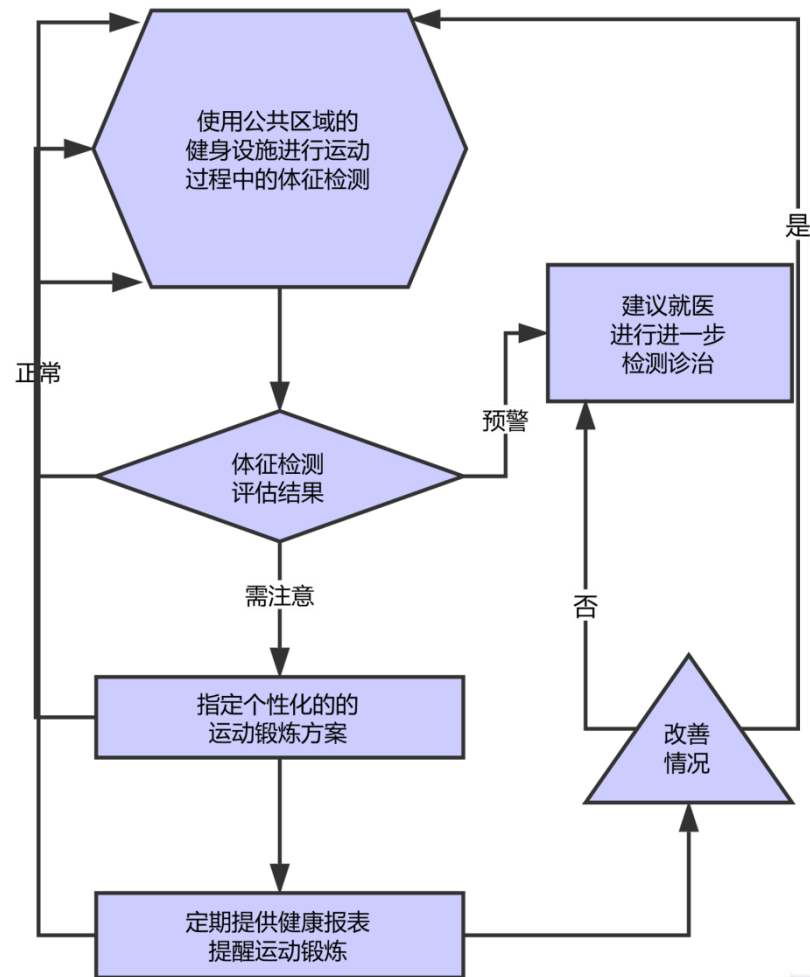 使用公共区域的
健身设施进行运动
过程中的体征检测
是
建议就医
进行进一步
检测诊治
正常
预警
体征检测
评估结果
需注意
否
指定个性化的的
运动锻炼方案
改善
情况
定期提供健康报表
提醒运动锻炼